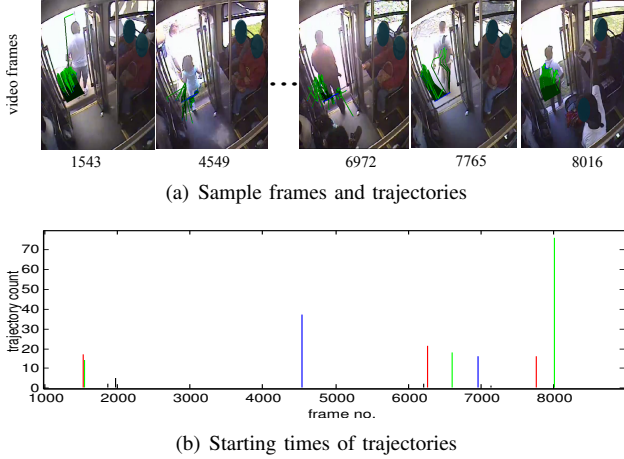 video frames
1543 4549 6972 7765 8016
(a) Sample frames and trajectories
trajectory count
70
60
50
40
30
20
10
0
1000 2000 3000 4000 5000 6000 7000 8000
frame no.
(b) Starting times of trajectories